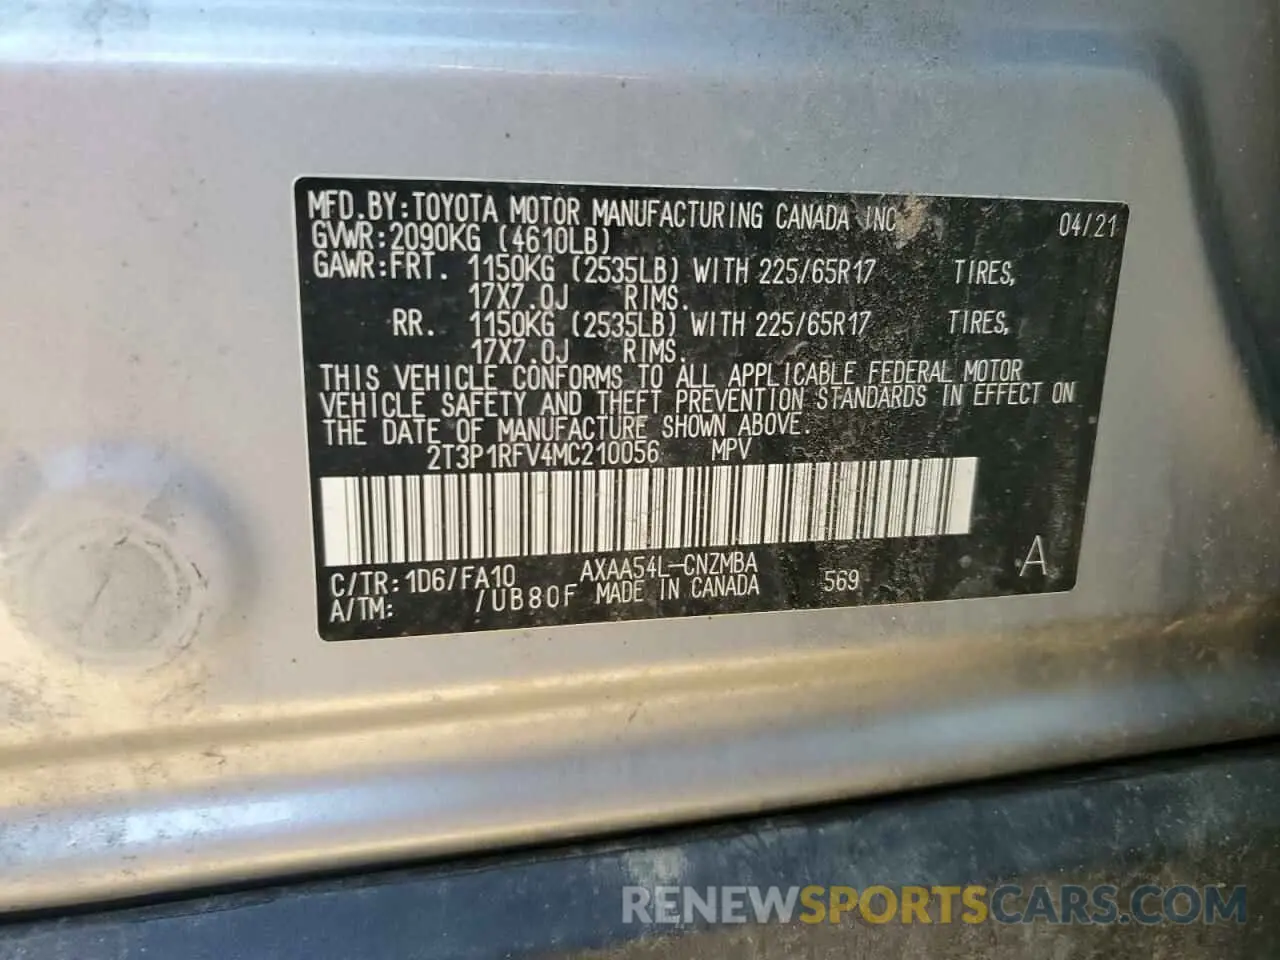 MFD.BY:TOYOTA MOTOR MANUFACTURING CANADA INC 04/21
GVWR:2090KG (4610LB)
GAWR:FRT. 1150KG (2535LB) WITH 225/65R17 TIRES,
17X7.0J RIMS.
RR. 1150KG (2535LB) WITH 225/65R17 TIRES,
17X7.0J RIMS.
THIS VEHICLE CONFORMS TO ALL APPLICABLE FEDERAL MOTOR
VEHICLE SAFETY AND THEFT PREVENTION STANDARDS IN EFFECT ON
THE DATE OF MANUFACTURE SHOWN ABOVE.
2T3P1RFV4MC210056 MPV
C/TR:1D6/FA10 AXAA54L-CNZMBA
A/TM: /UB80F MADE IN CANADA 569 A
RENEWSPORTSCARS.COM